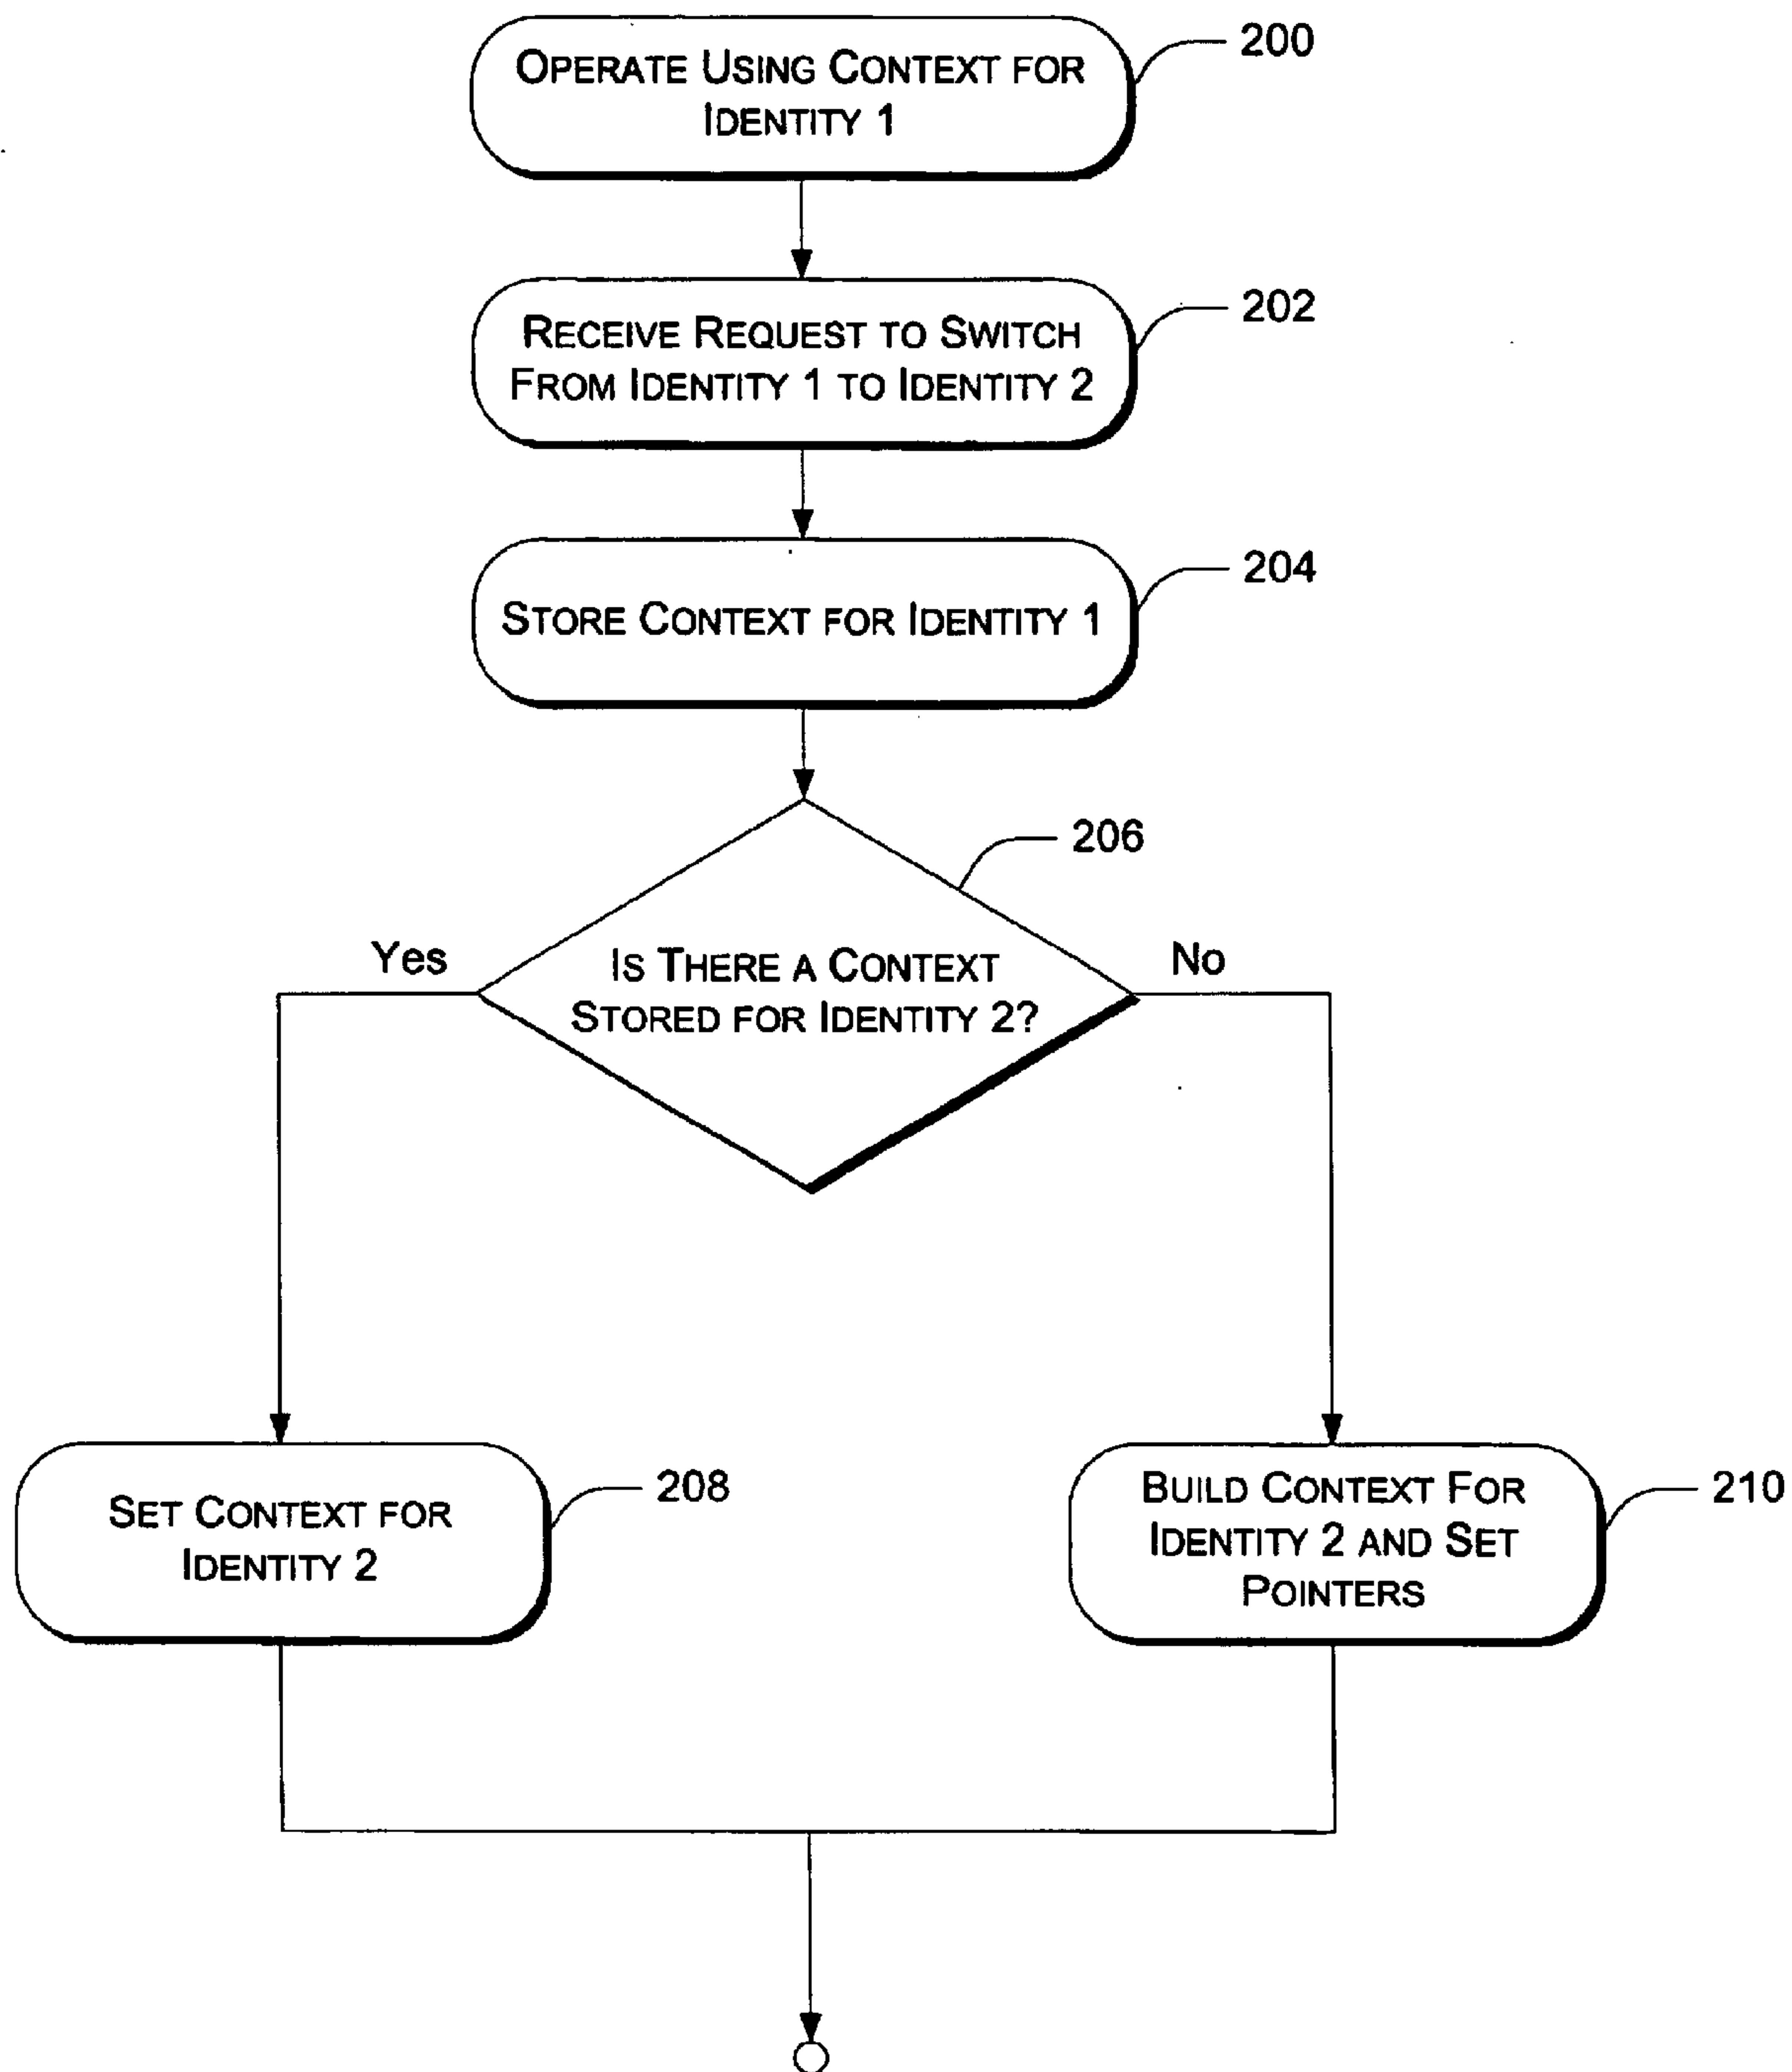 OPERATE USING CONTEXT FOR
IDENTITY 1
200
RECEIVE REQUEST TO SWITCH
FROM IDENTITY 1 TO IDENTITY 2
202
STORE CONTEXT FOR IDENTITY 1
204
206
Yes
IS THERE A CONTEXT
STORED FOR IDENTITY 2?
No
SET CONTEXT FOR
IDENTITY 2
208
BUILD CONTEXT FOR
IDENTITY 2 AND SET
POINTERS
210